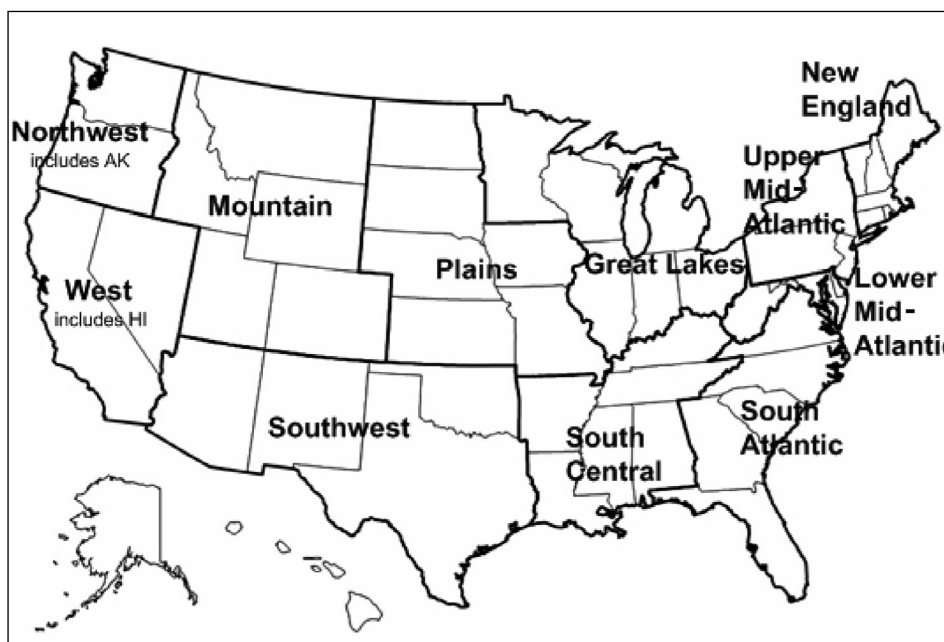 New
England
Northwest
includes AK
Upper
Mid-
Atlantic
Mountain
Plains
Great Lakes
West
includes HI
Lower
Mid-
Atlantic
Southwest
South
Central
South
Atlantic